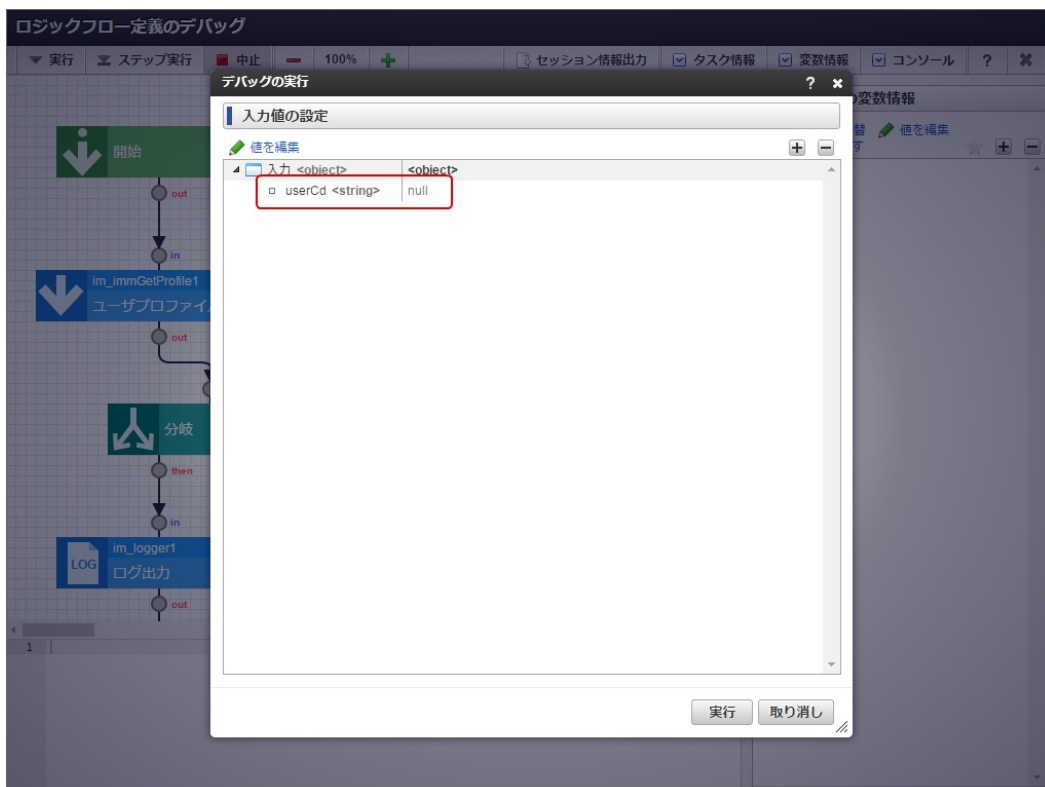 ロジックフロー定義のデバッグ
実行 ステップ実行 中止 100% セッション情報出力 タスク情報 変数情報 コンソール ?
デバッグの実行 ?
変数情報
入力値の設定
値を編集
替 値を編集
す
開始
入力 <object> <object>
userCd <string> null
out
in
im_immGetProfile1
ユーザプロファイ
out
分岐
then
in
im_logger1
LOG
ログ出力
out
1
実行 取り消し